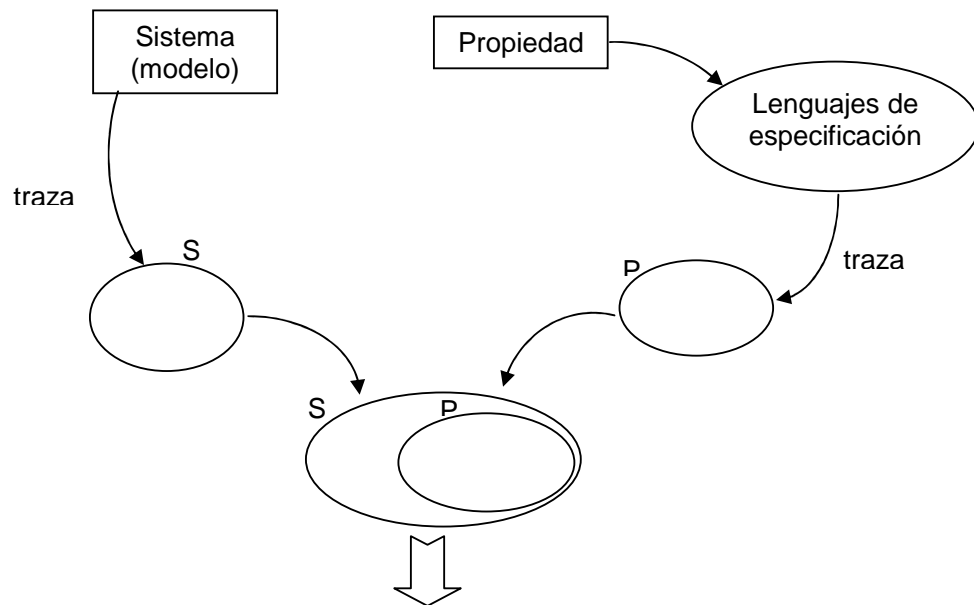 Sistema
(modelo)
Propiedad
Lenguajes de
especificación
traza
S
P
traza
S
P